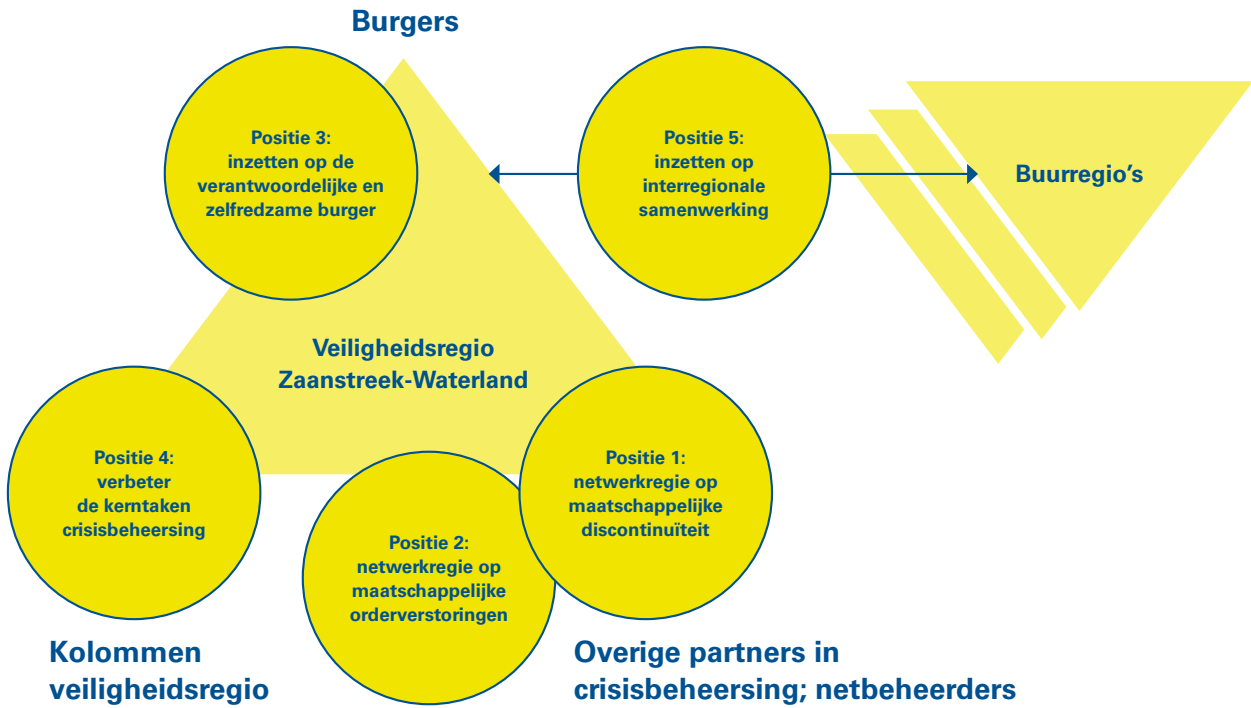 Burgers
Positie 3:
inzetten op de
verantwoordelijke en
zelfredzame burger
Positie 5:
inzetten op
interregionale
samenwerking
Buurregio's
Veiligheidsregio
Zaanstreek-Waterland
Positie 4:
verbeter
de kerntaken
crisisbeheersing
Positie 2:
netwerkregie op
maatschappelijke
orderverstoringen
Positie 1:
netwerkregie op
maatschappelijke
discontinuïteit
Kolommen
veiligheidsregio
Overige partners in
crisisbeheersing; netbeheerders